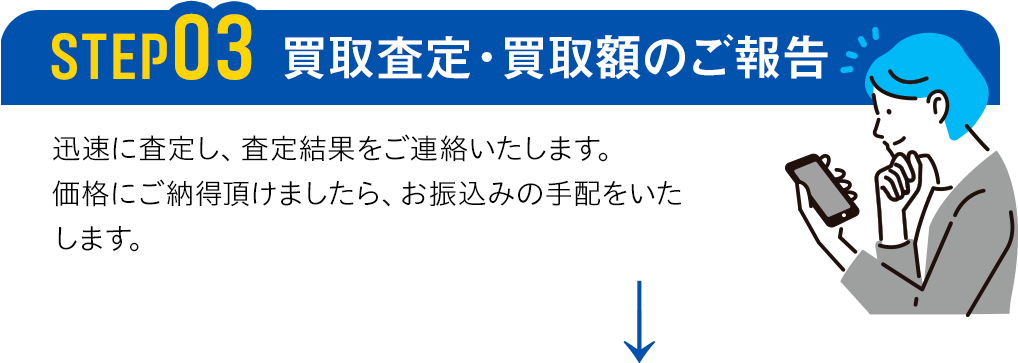 STEP03 買取査定・買取額のご報告
迅速に査定し、査定結果をご連絡いたします。
価格にご納得頂けましたら、お振込みの手配をいた
します。